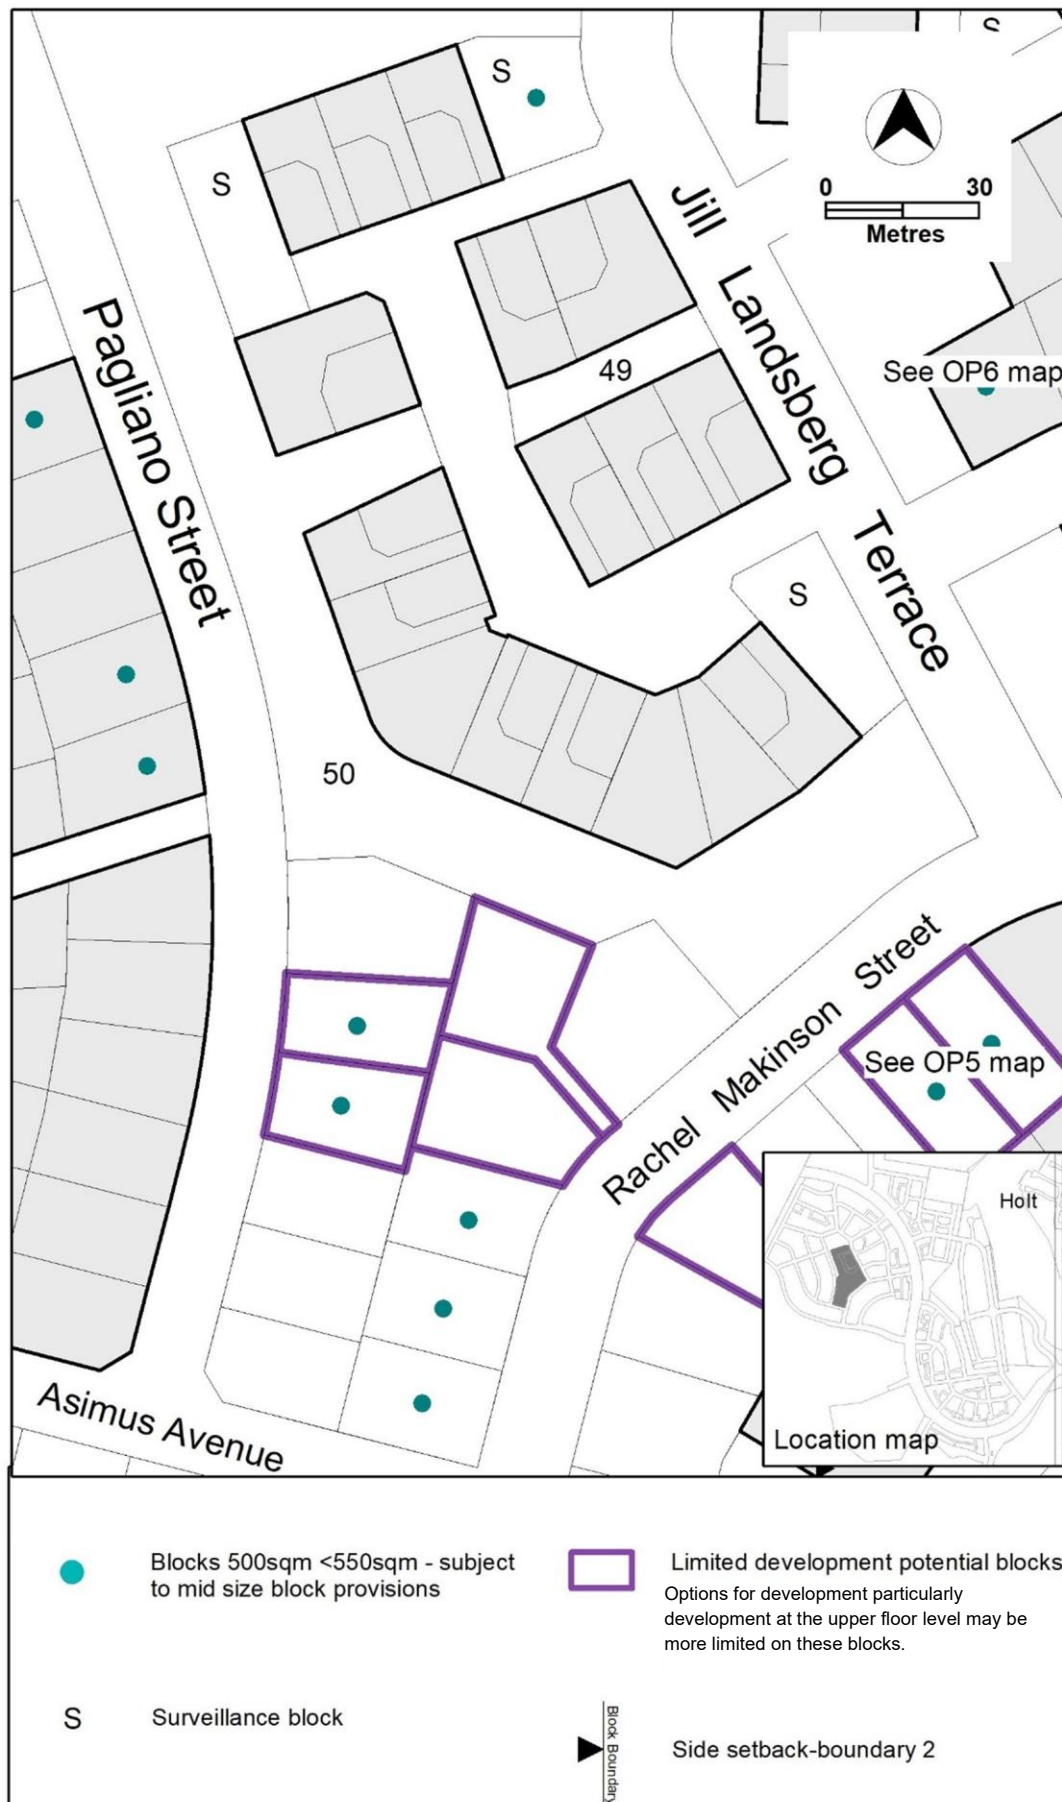 S
S
S
0 30
Metres
Jill Landsberg Terrace
Pagliano Street
See OP6 map
49
S
50
Rachel Makinson Street
See OP5 map
Holt
Location map
Asimus Avenue
Blocks 500sqm <550sqm - subject
to mid size block provisions
Limited development potential blocks
Options for development particularly
development at the upper floor level may be
more limited on these blocks.
S
Surveillance block
Block Boundary
Side setback-boundary 2